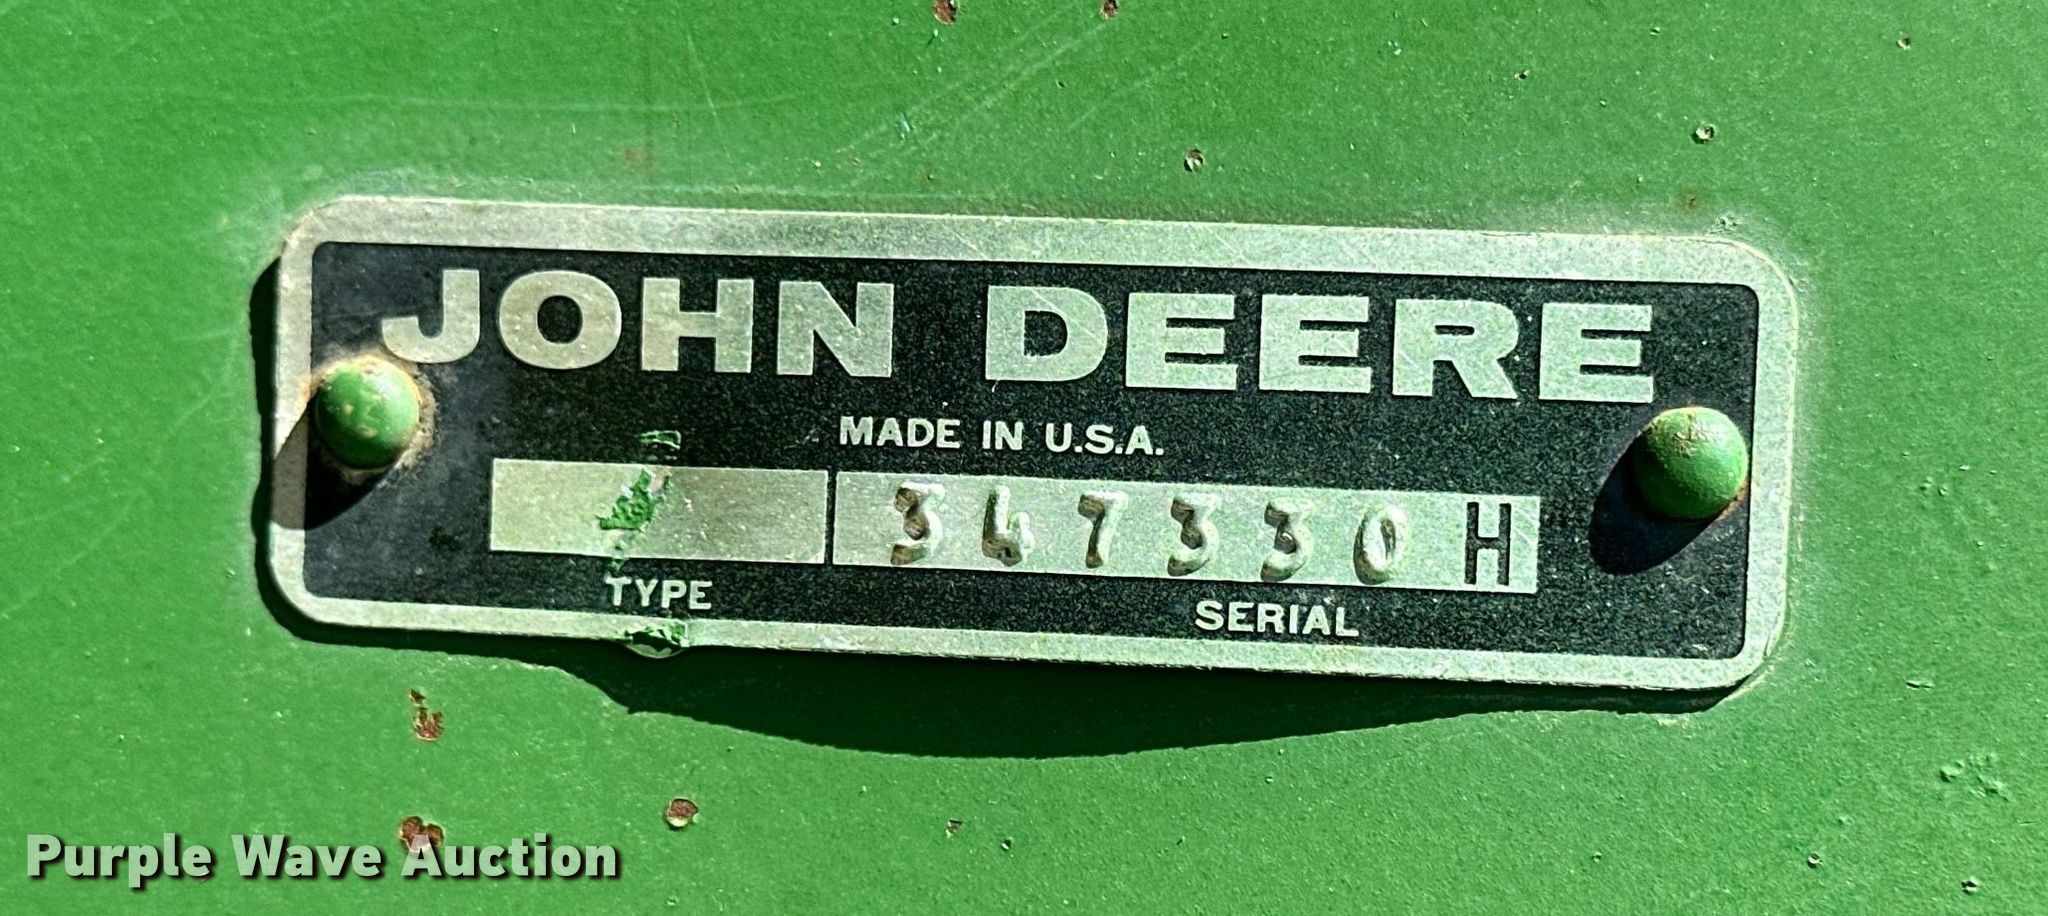 JOHN DEERE
MADE IN U.S.A.
347330H
TYPE
SERIAL
Purple Wave Auction